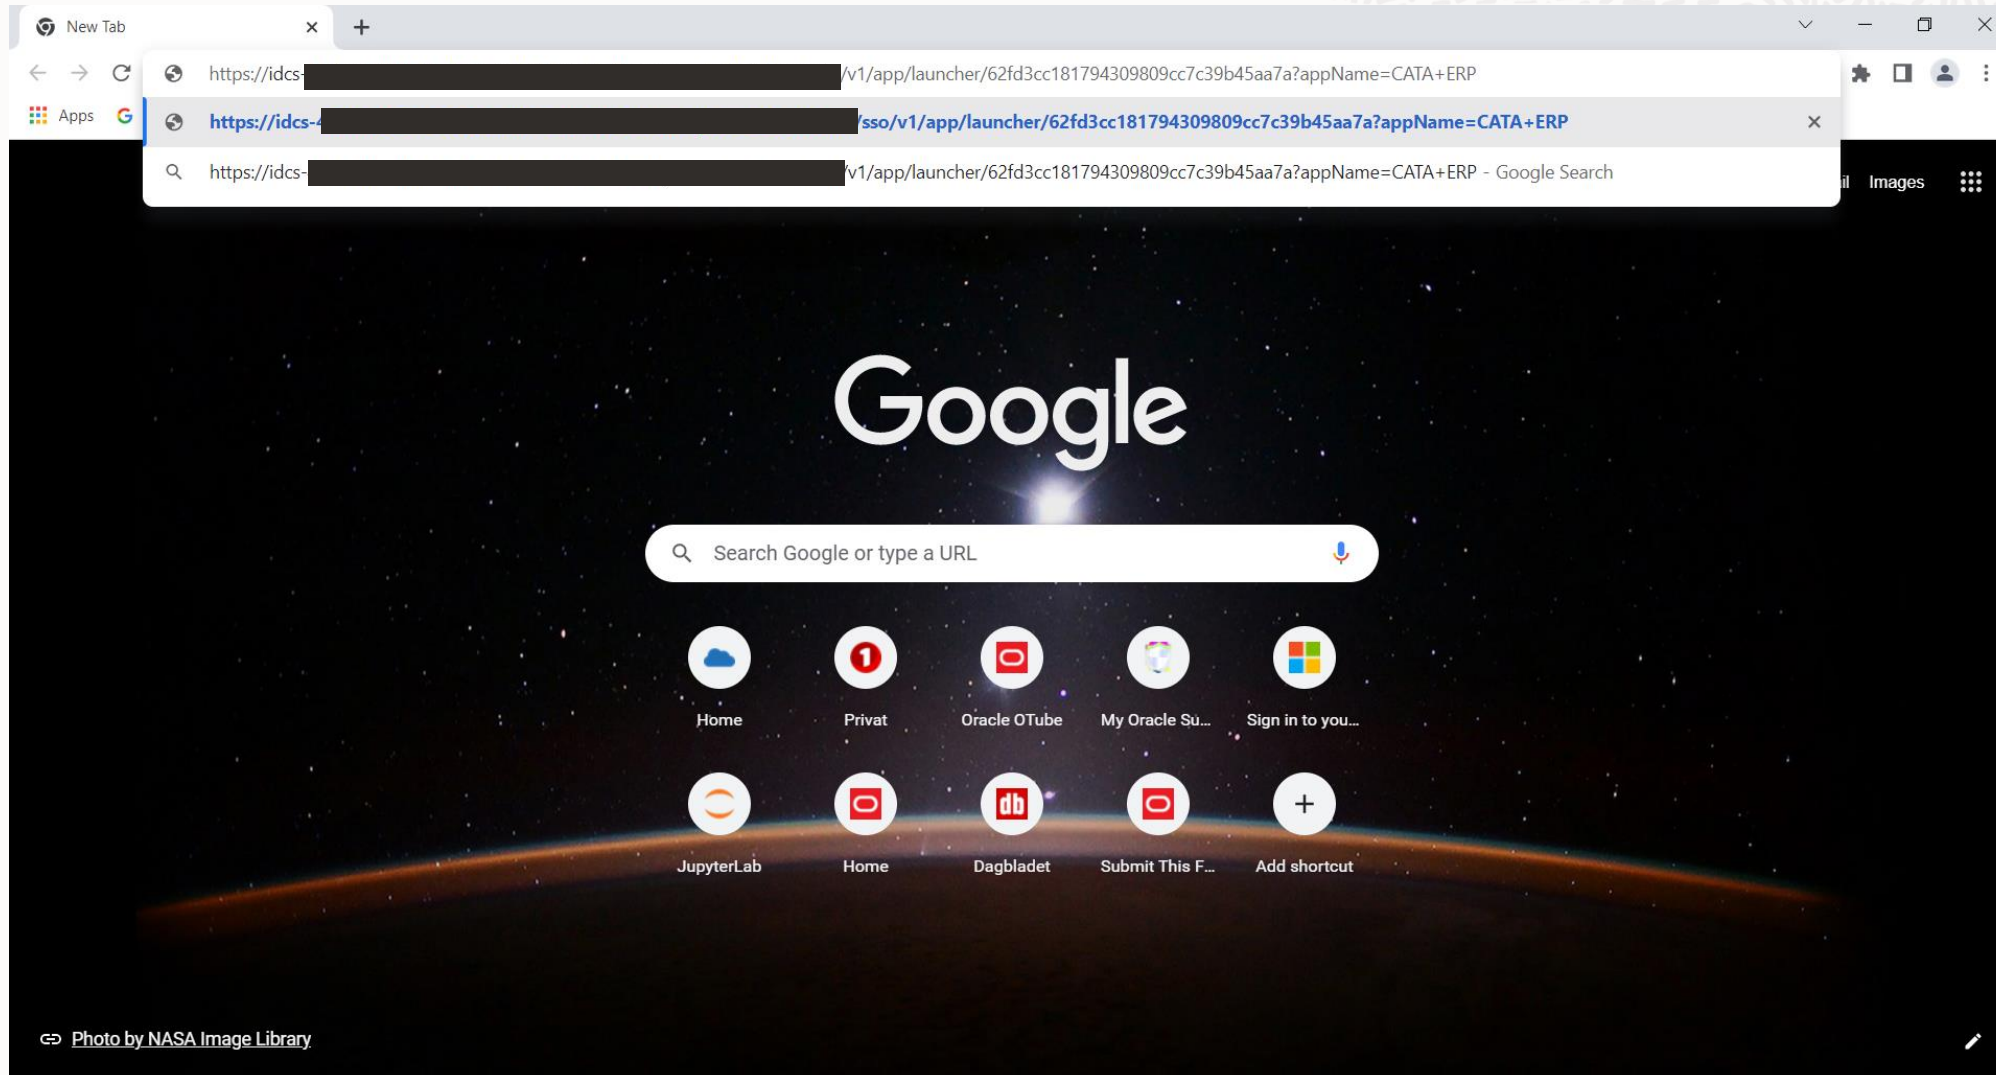 New Tab
https://idcs- /v1/app/launcher/62fd3cc181794309809cc7c39b45aa7a?appName=CATA+ERP
Apps G https://idcs-4 /sso/v1/app/launcher/62fd3cc181794309809cc7c39b45aa7a?appName=CATA+ERP
https://idcs- /v1/app/launcher/62fd3cc181794309809cc7c39b45aa7a?appName=CATA+ERP - Google Search
il Images
Google
Search Google or type a URL
1
Home Privat Oracle OTube My Oracle Su... Sign in to you...
db
JupyterLab Home Dagbladet Submit This F... Add shortcut
Photo by NASA Image Library